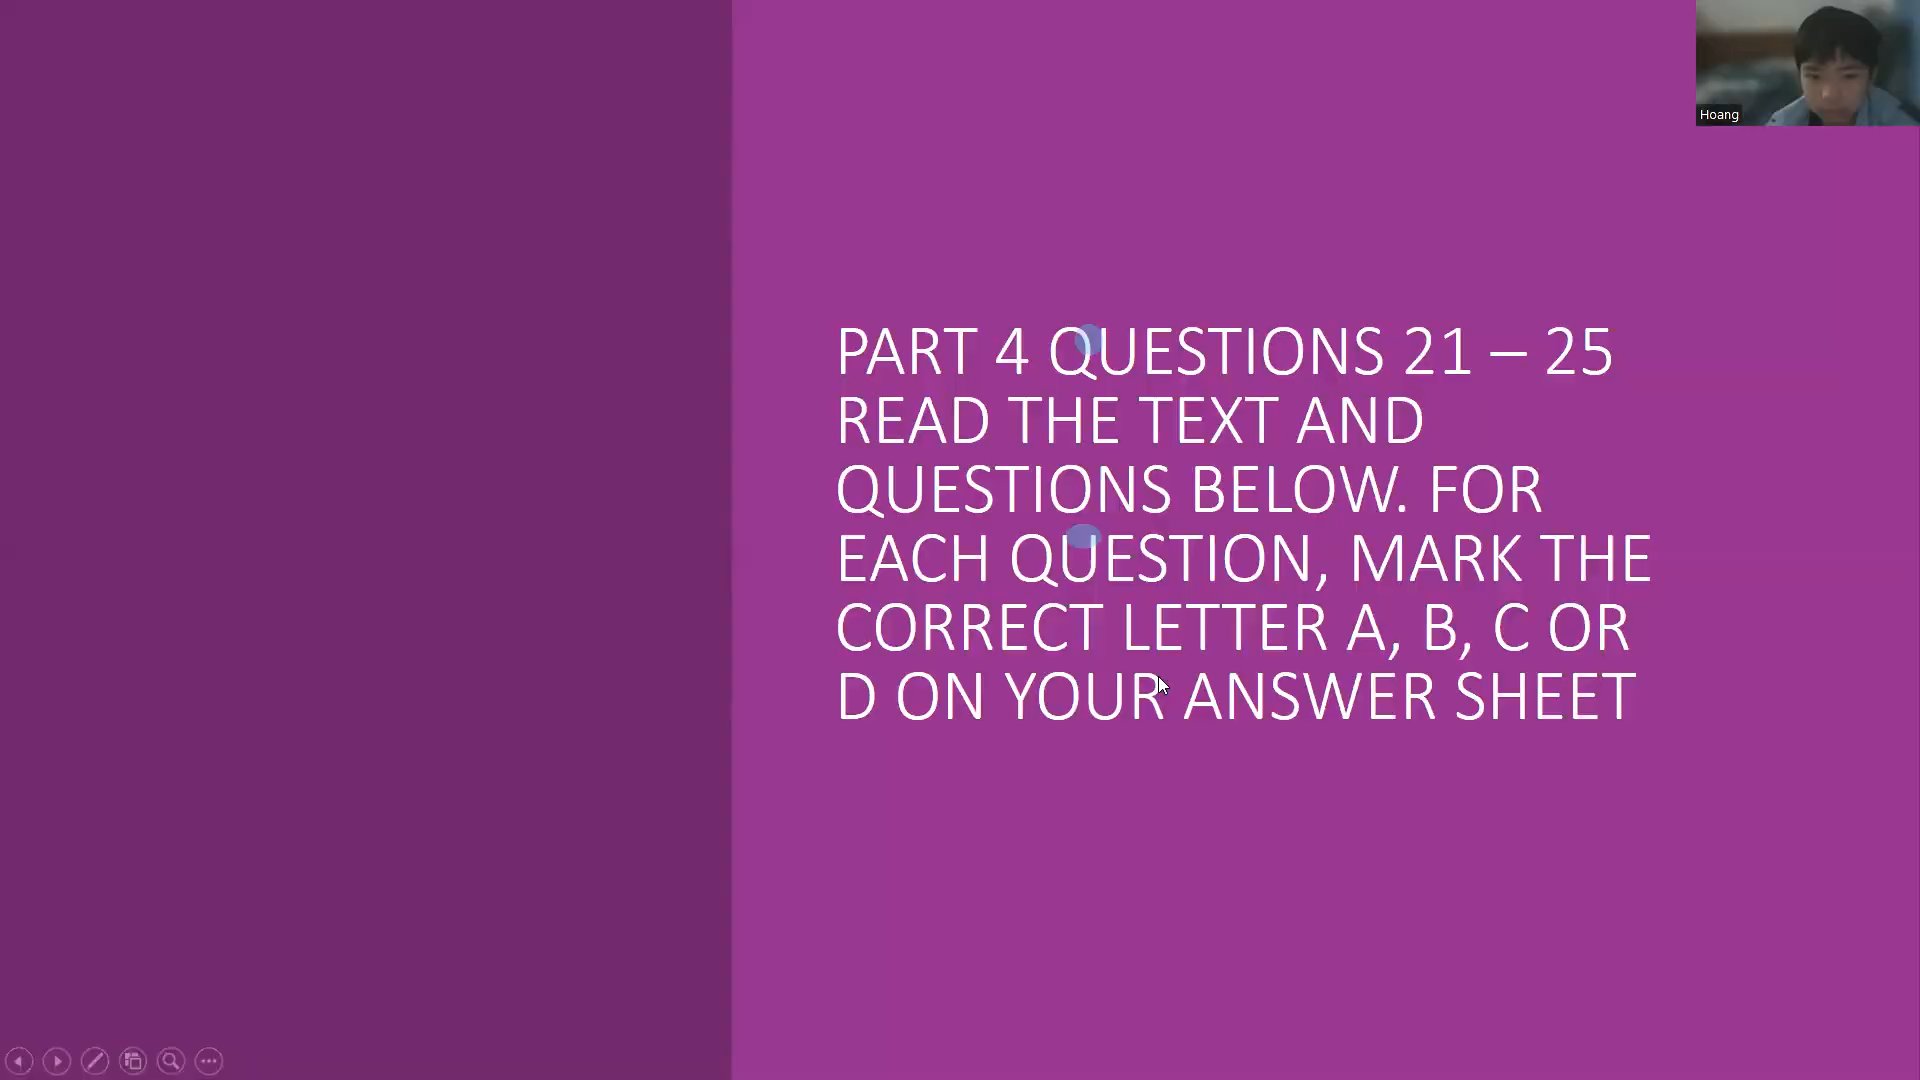 Hoang
PART 4 QUESTIONS 21 – 25
READ THE TEXT AND
QUESTIONS BELOW. FOR
EACH QUESTION, MARK THE
CORRECT LETTER A, B, C OR
D ON YOUR ANSWER SHEET